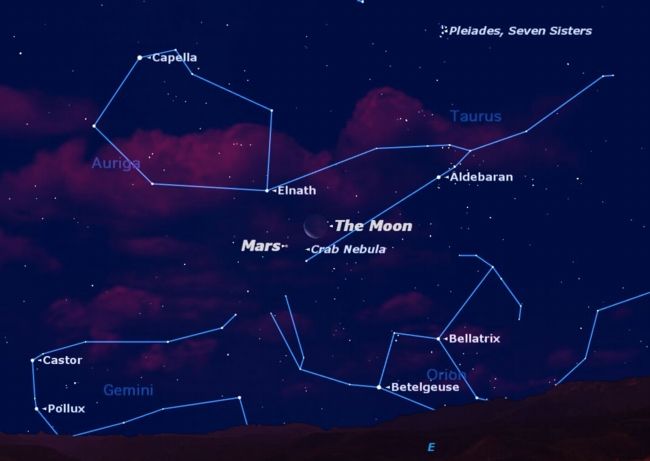 Pleiades, Seven Sisters
Capella
Taurus
Auriga
Aldebaran
Elnath
The Moon
Mars
Crab Nebula
Bellatrix
Castor
Orion
Gemini
Betelgeuse
Pollux
E